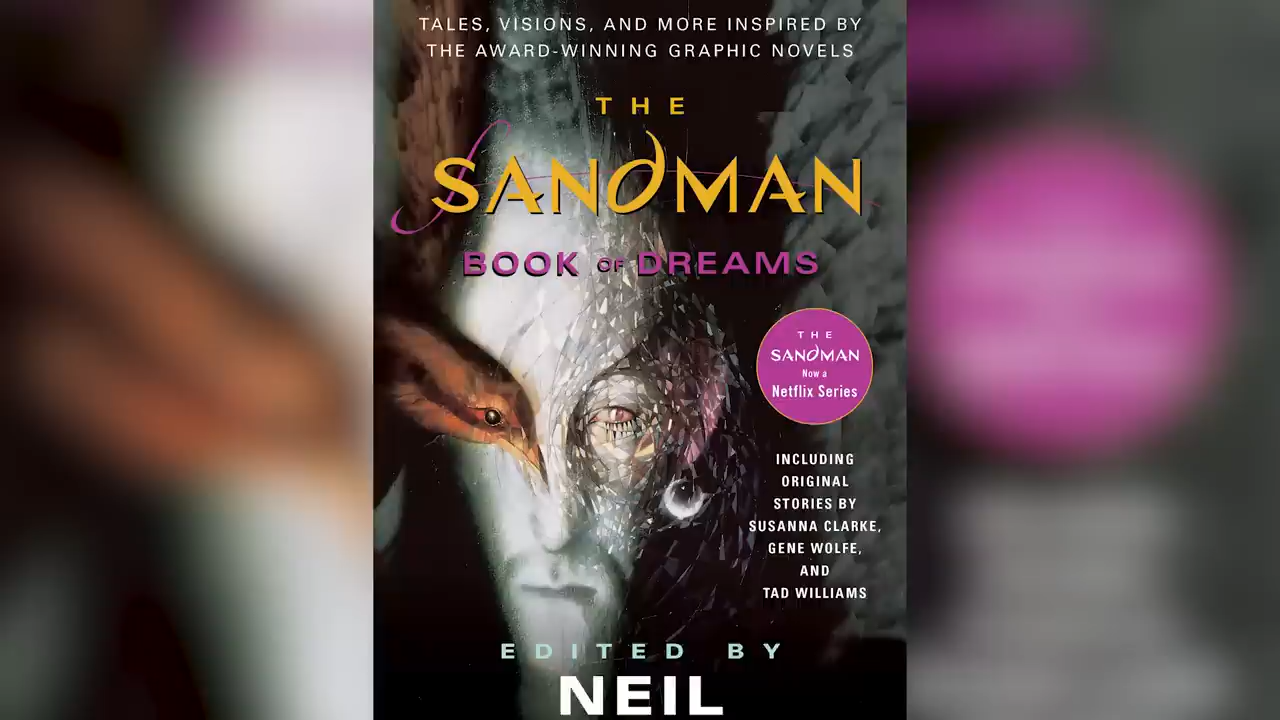 TALES, VISIONS, AND MORE INSPIRED BY
THE AWARD-WINNING GRAPHIC NOVELS
THE
SANDMAN
BOOK OF DREAMS
THE
SANDMAN
Now a
Netflix Series
INCLUDING
ORIGINAL
STORIES BY
SUSANNA CLARKE,
GENE WOLFE,
AND
TAD WILLIAMS
EDITED BY
NEIL